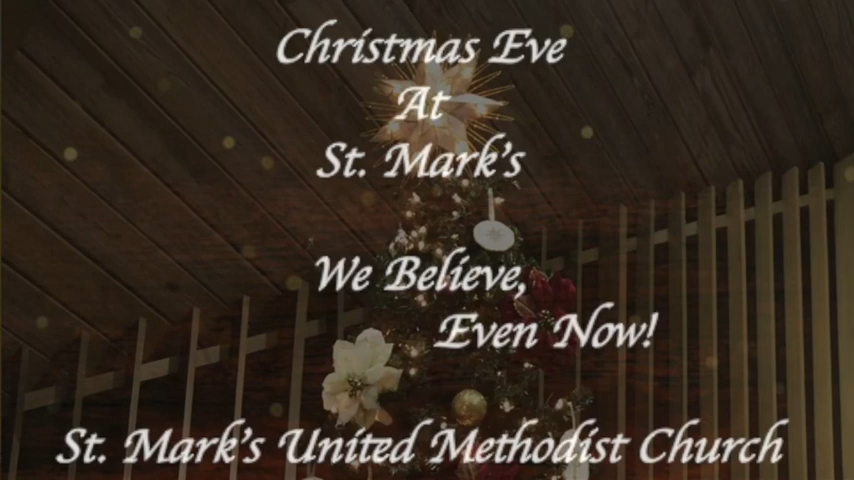 Christmas Eve
At
St. Mark's
We Believe,
Even Now!
St. Mark's United Methodist Church